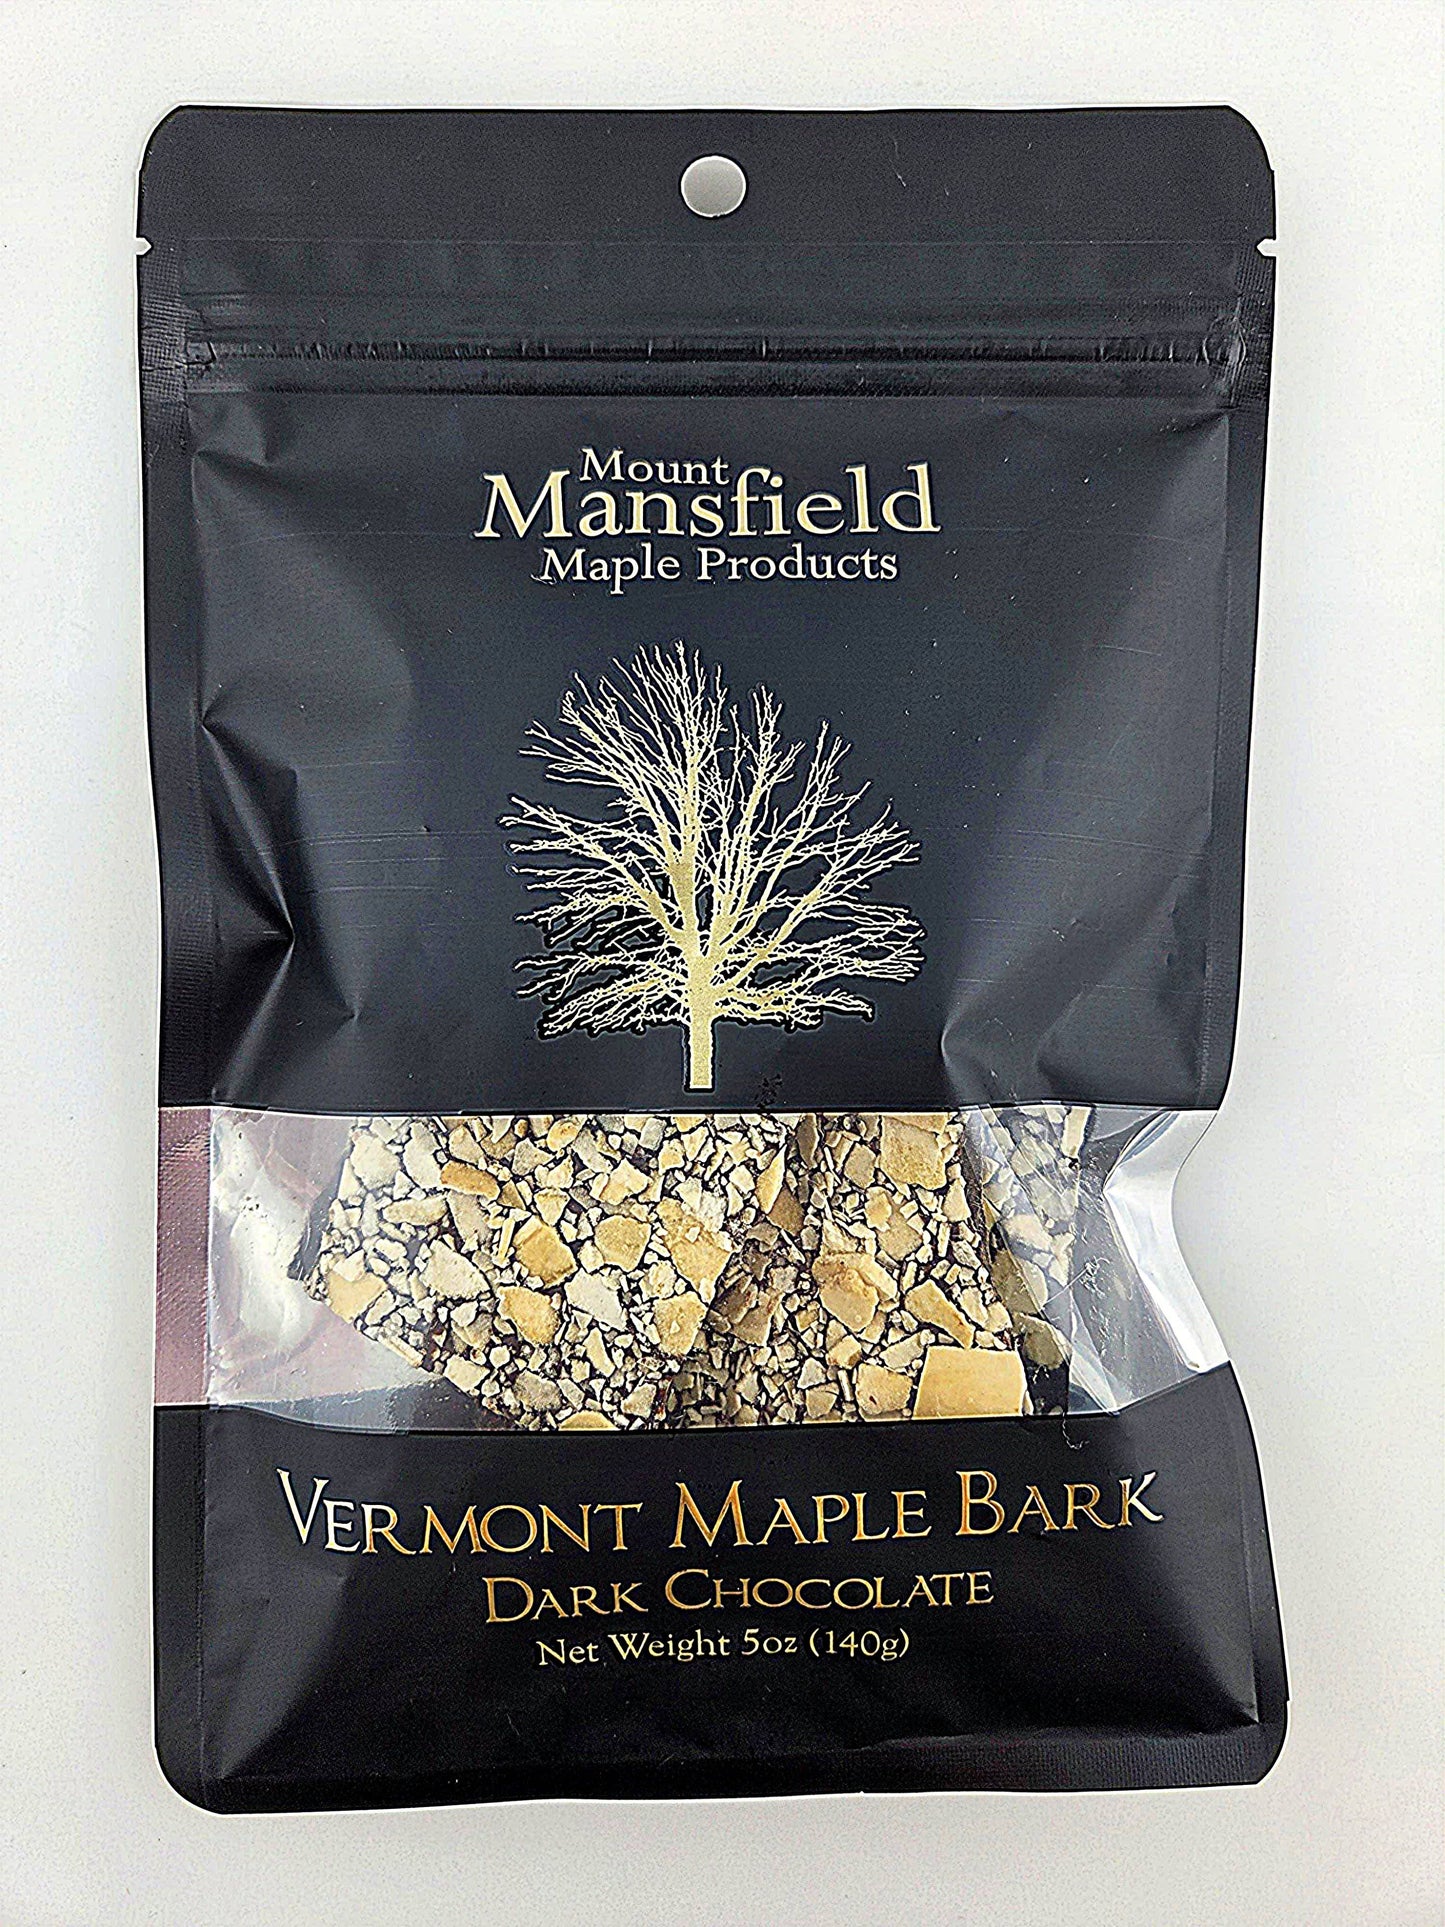 Mount
Mansfield
Maple Products
VERMONT MAPLE BARK
DARK CHOCOLATE
Net Weight 5oz (140g)